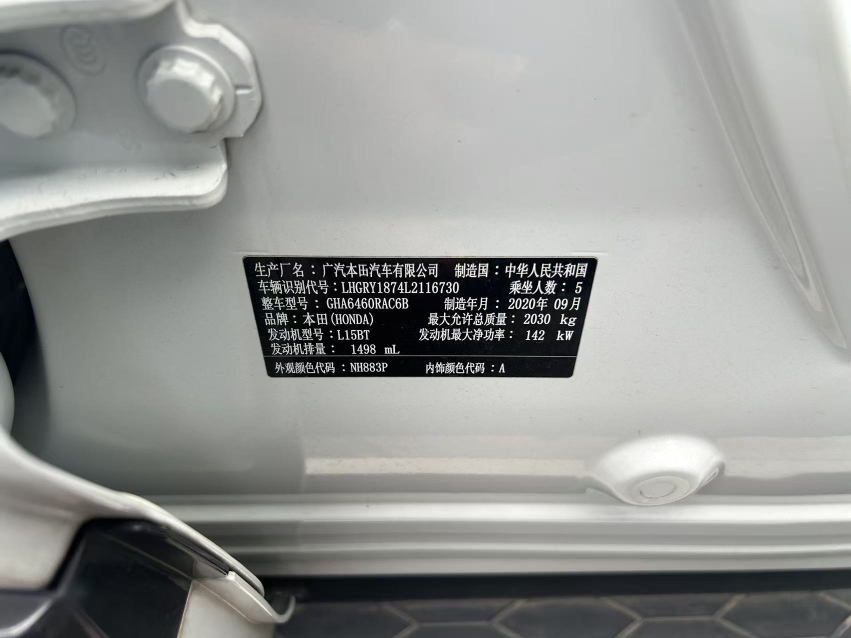 生产厂名：广汽本田汽车有限公司 制造国：中华人民共和国
车辆识别代号：LHGRY1874L2116730 乘坐人数：5
整车型号：GHA6460RAC6B 制造年月：2020年09月
品牌：本田(HONDA) 最大允许总质量：2030 kg
发动机型号：L15BT 发动机最大净功率：142 kW
发动机排量：1498 mL
外观颜色代码：NH883P 内饰颜色代码：A